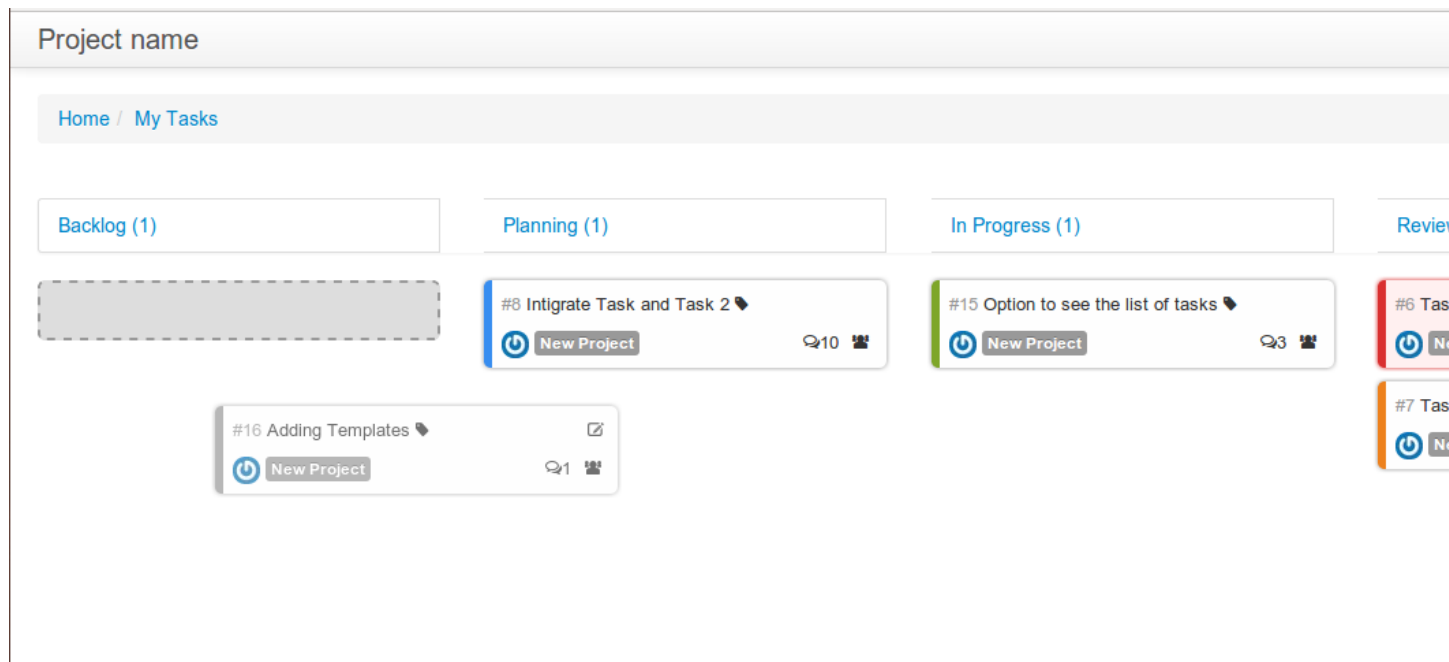 Project name
Home / My Tasks
Backlog (1)
Planning (1)
In Progress (1)
#8 Intigrate Task and Task 2
New Project
10
#15 Option to see the list of tasks
New Project
3
#6
#7
#16 Adding Templates
New Project
1